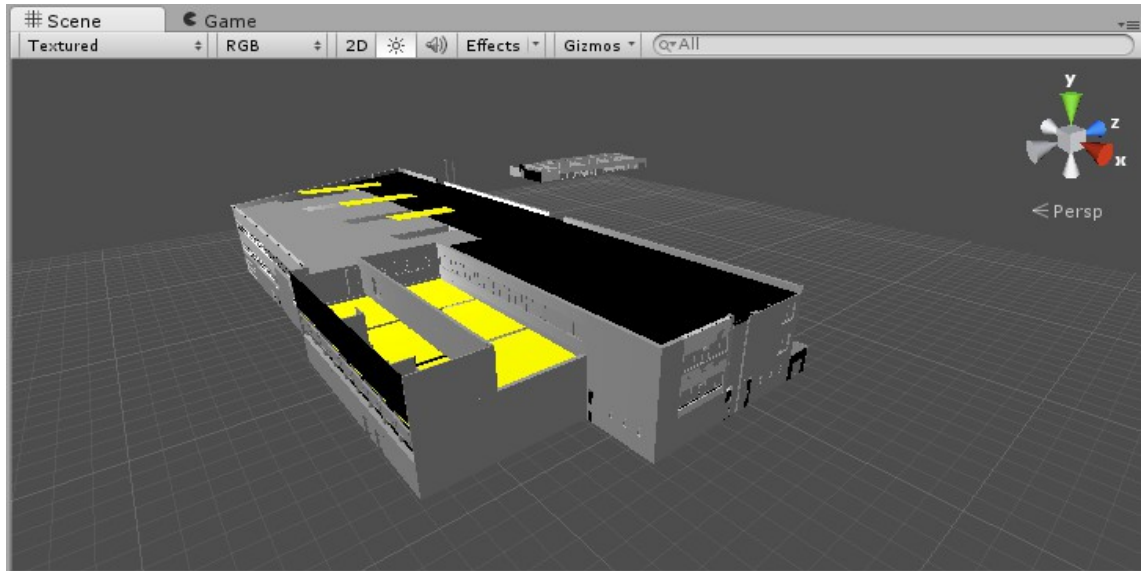 Scene Game
Textured RGB 2D Effects Gizmos All
y
z
x
Persp